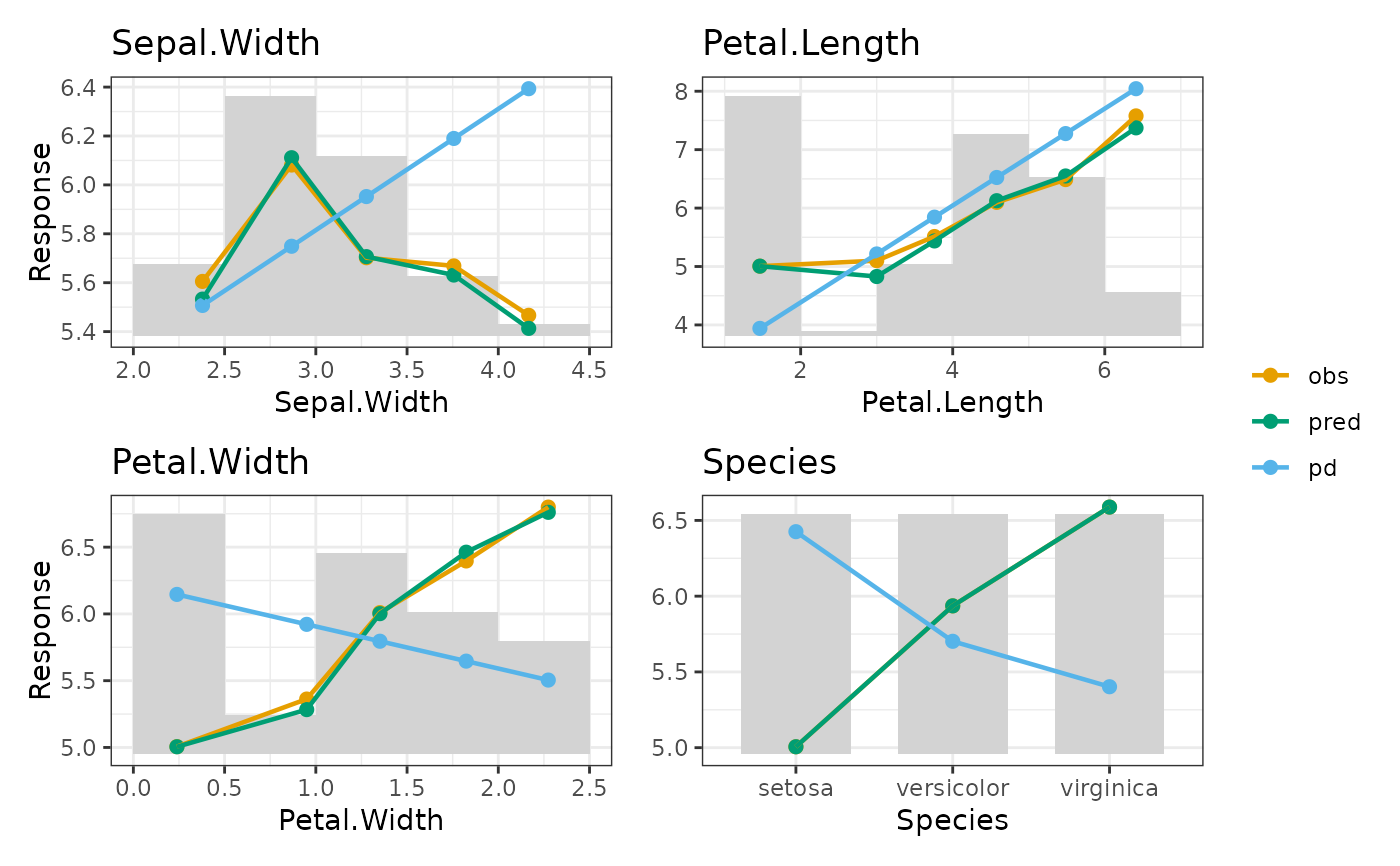 Sepal.Width
Petal.Length
Response
6.4
6.2
6.0
5.8
5.6
5.4
2.0 2.5 3.0 3.5 4.0 4.5
Sepal.Width
8
7
6
5
4
2 4 6
Petal.Length
obs
pred
pd
Petal.Width
Species
Response
6.5
6.0
5.5
5.0
0.0 0.5 1.0 1.5 2.0 2.5
Petal.Width
6.5
6.0
5.5
5.0
setosa versicolor virginica
Species